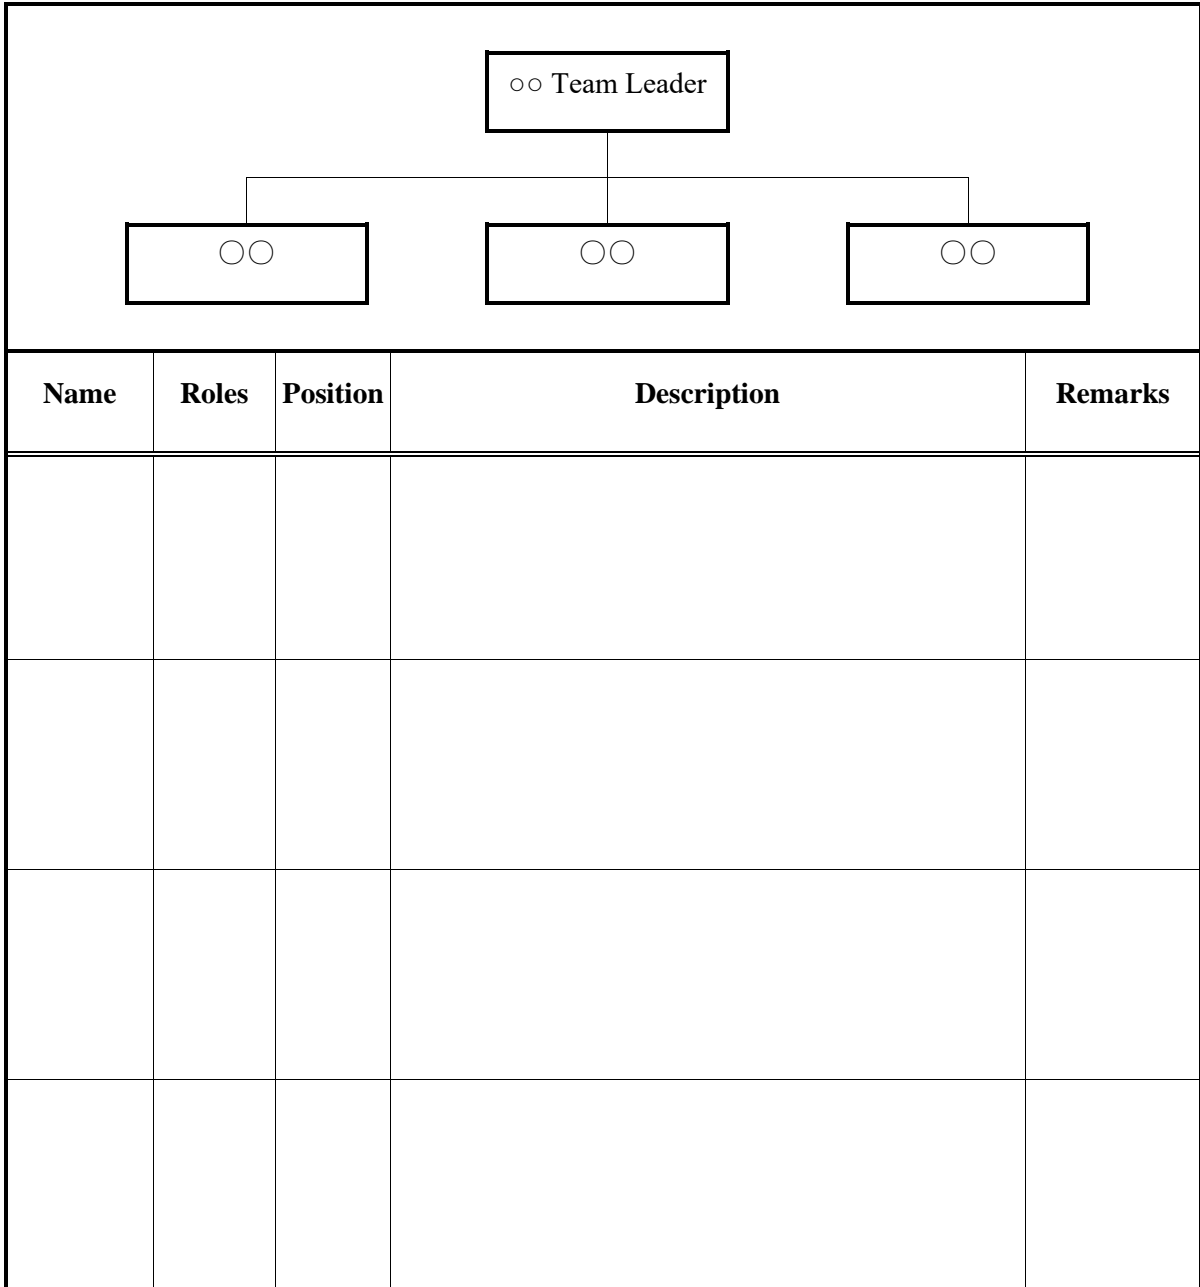 ○○ Team Leader
○○ ○○ ○○
Name Roles Position Description Remarks